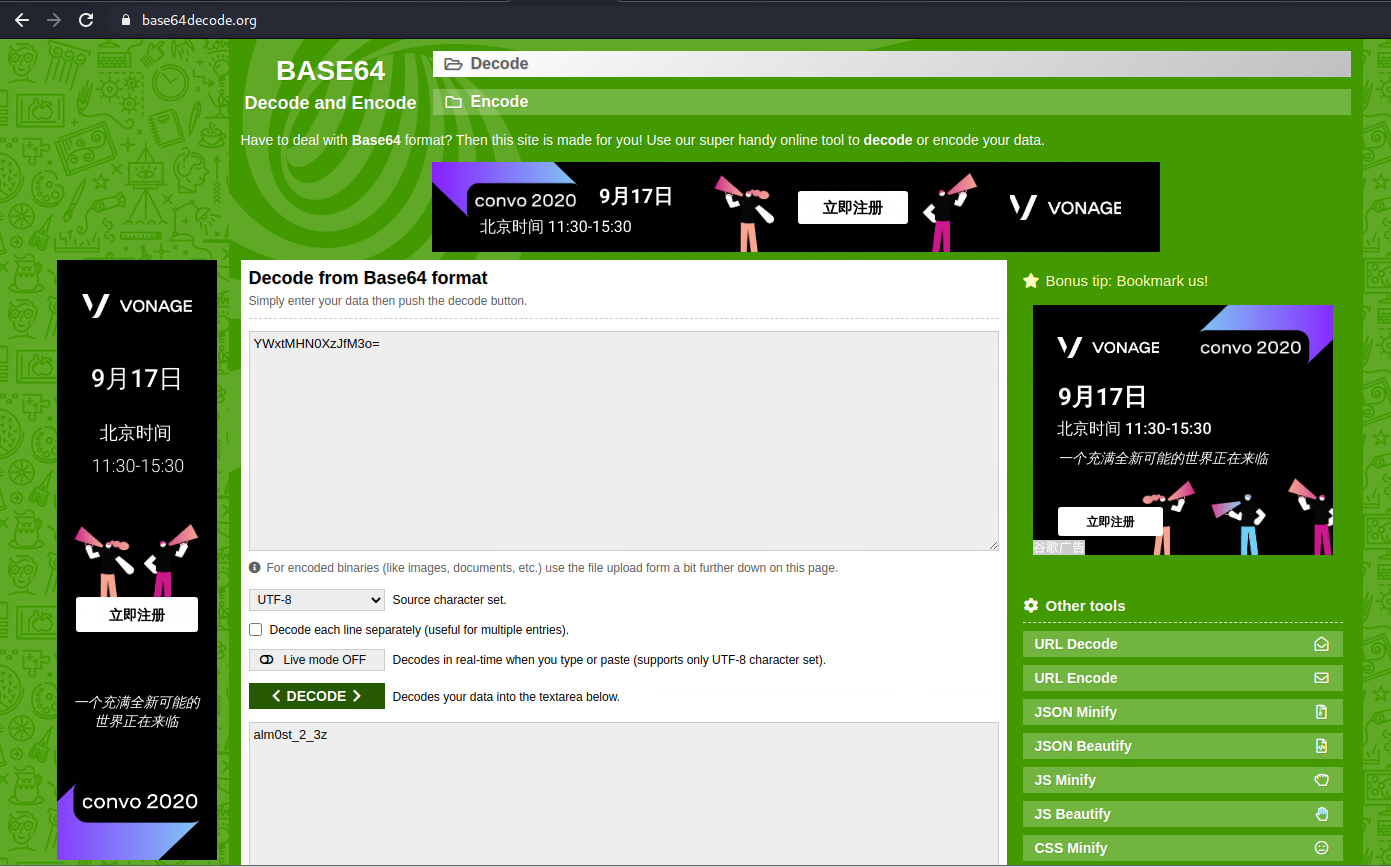 base64decode.org
BASE64
Decode and Encode
Decode
Encode
Have to deal with Base64 format? Then this site is made for you! Use our super handy online tool to decode or encode your data.
convo 2020
9月17日
北京时间 11:30-15:30
立即注册
VONAGE
VONAGE
9月17日
北京时间
11:30-15:30
立即注册
一个充满全新可能的
世界正在来临
convo 2020
Decode from Base64 format
Simply enter your data then push the decode button.
YWxtMHN0XzJfM3o=
For encoded binaries (like images, documents, etc.) use the file upload form a bit further down on this page.
UTF-8 Source character set.
Decode each line separately (useful for multiple entries).
Live mode OFF Decodes in real-time when you type or paste (supports only UTF-8 character set).
DECODE Decodes your data into the textarea below.
alm0st_2_3z
Bonus tip: Bookmark us!
VONAGE
convo 2020
9月17日
北京时间 11:30-15:30
一个充满全新可能的世界正在来临
立即注册
谷歌广告
Other tools
URL Decode
URL Encode
JSON Minify
JSON Beautify
JS Minify
JS Beautify
CSS Minify